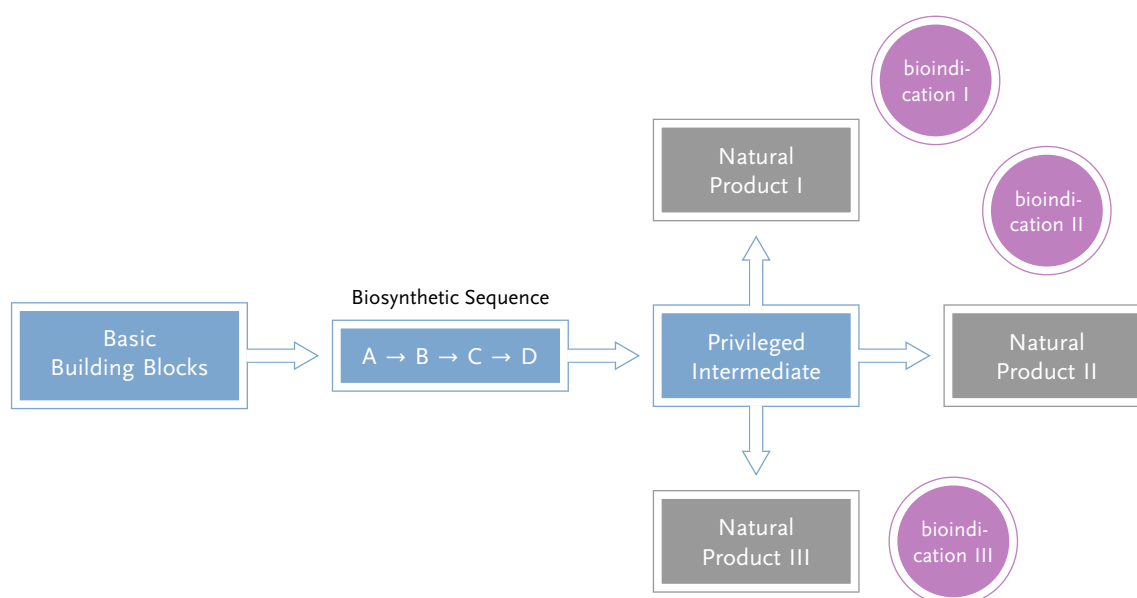 bioindi-
cation I
Natural
Product I
bioindi-
cation II
Biosynthetic Sequence
Basic
Building Blocks
A → B → C → D
Privileged
Intermediate
Natural
Product II
Natural
Product III
bioindi-
cation III